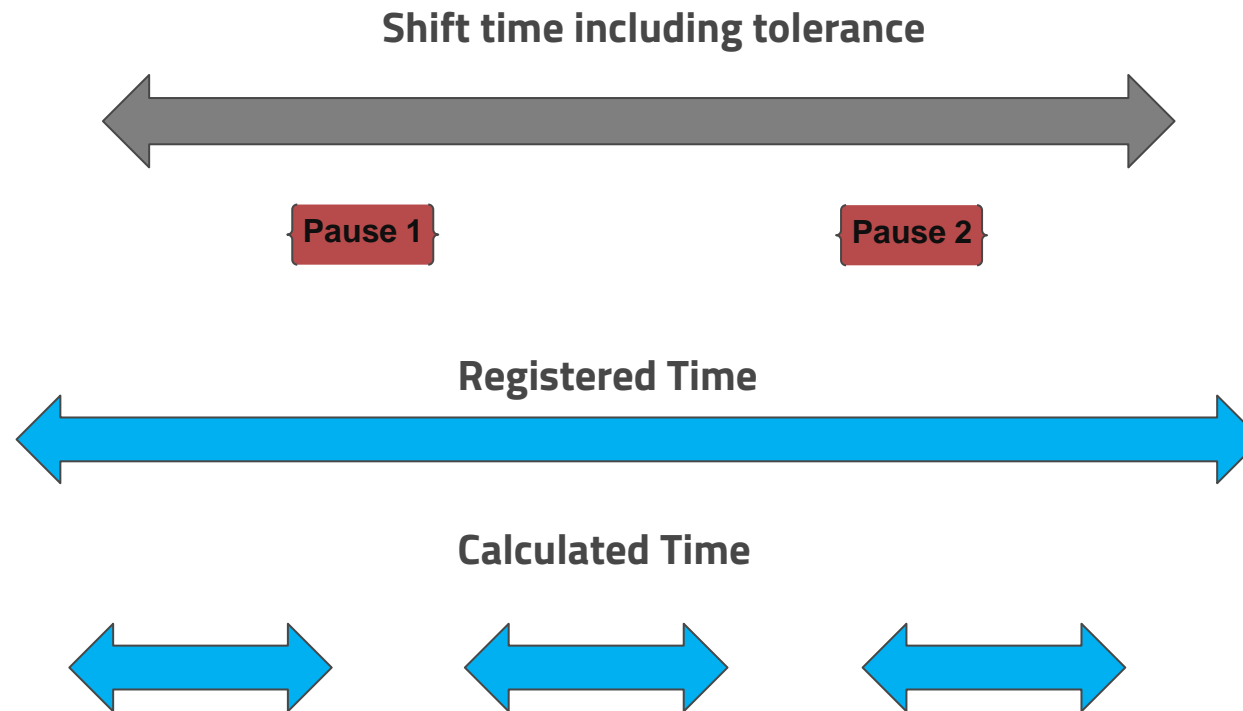 Shift time including tolerance
Pause 1
Pause 2
Registered Time
Calculated Time